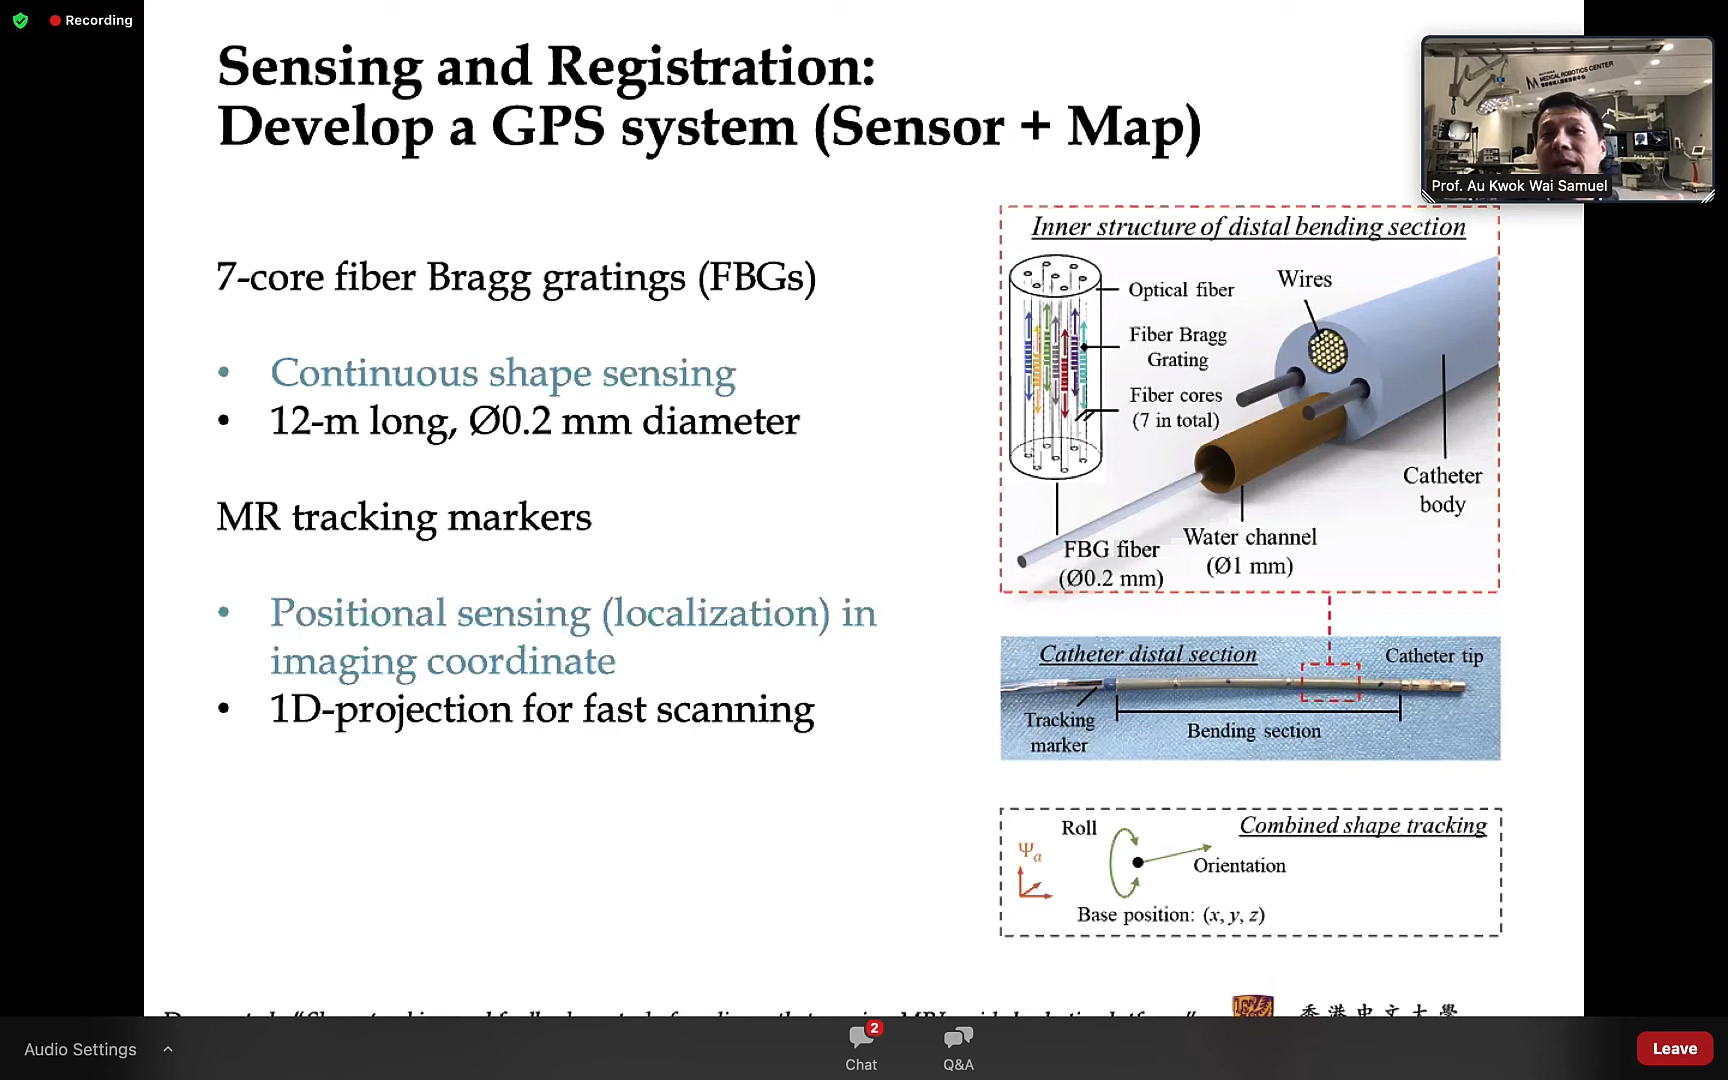 Recording
Sensing and Registration:
Develop a GPS system (Sensor + Map)
MEDICAL ROBOTICS CENTER
Prof. Au Kwok Wai Samuel
7-core fiber Bragg gratings (FBGs)
• Continuous shape sensing
• 12-m long, Ø0.2 mm diameter
MR tracking markers
• Positional sensing (localization) in
imaging coordinate
• 1D-projection for fast scanning
Inner structure of distal bending section
Optical fiber
Wires
Fiber Bragg
Grating
Fiber cores
(7 in total)
Catheter
body
Water channel
(Ø1 mm)
FBG fiber
(Ø0.2 mm)
Catheter distal section
Catheter tip
Tracking
marker
Bending section
Combined shape tracking
Roll
Ψa
Orientation
Base position: (x, y, z)
香港中文大學
Audio Settings
2
Chat
Q&A
Leave